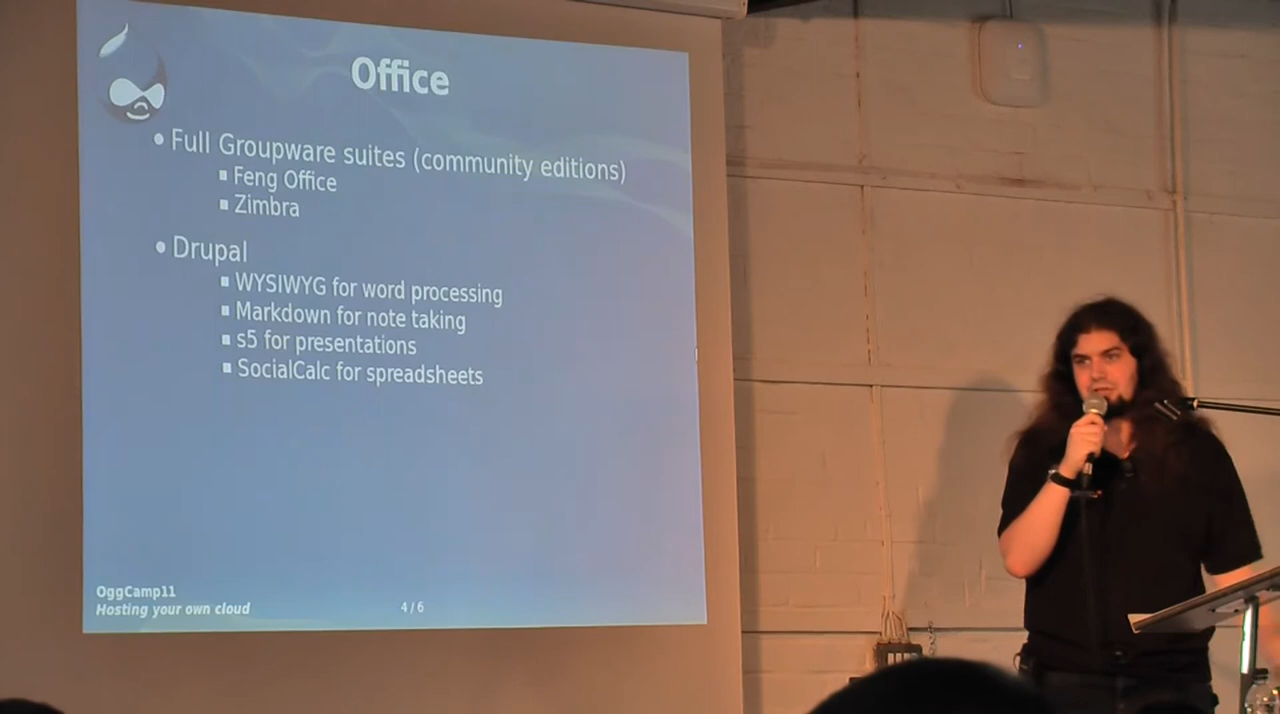 Office
• Full Groupware suites (community editions)
▪ Feng Office
▪ Zimbra
• Drupal
▪ WYSIWYG for word processing
▪ Markdown for note taking
▪ s5 for presentations
▪ SocialCalc for spreadsheets
OggCamp11
Hosting your own cloud
4 / 6